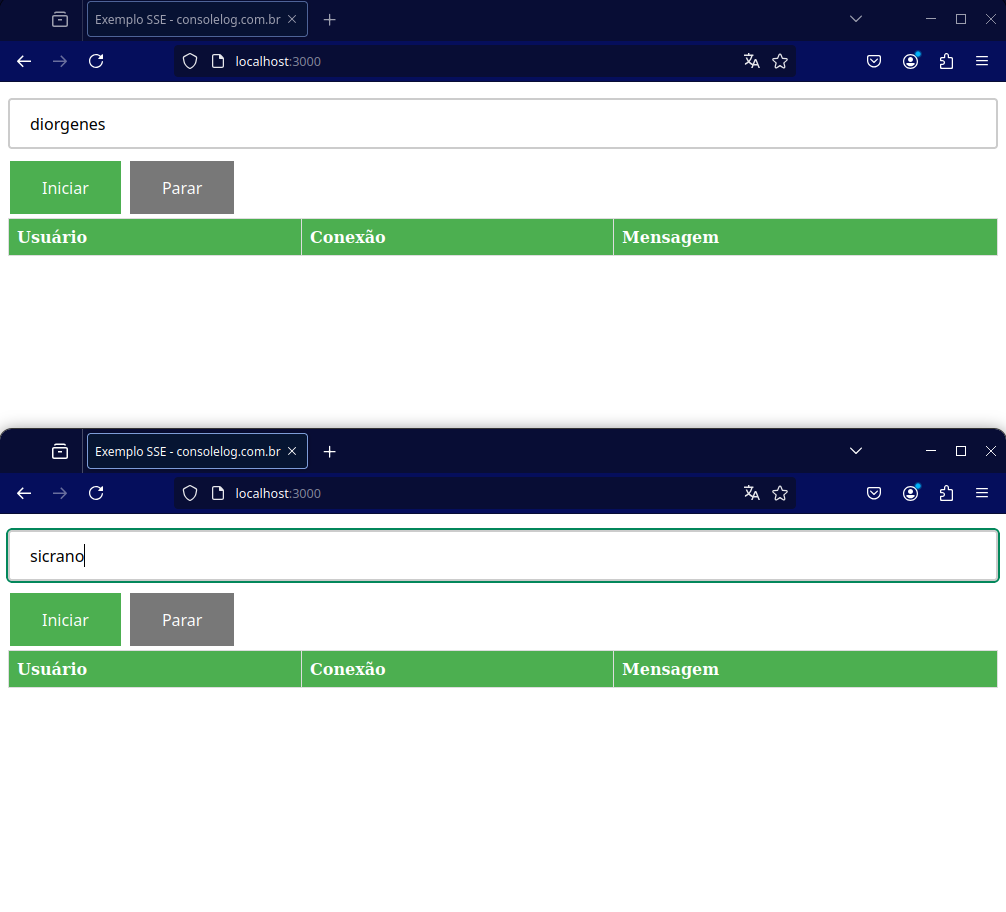 Exemplo SSE - consolelog.com.br
localhost:3000
diorgenes
Iniciar Parar
Usuário Conexão Mensagem
Exemplo SSE - consolelog.com.br
localhost:3000
sicrano
Iniciar Parar
Usuário Conexão Mensagem